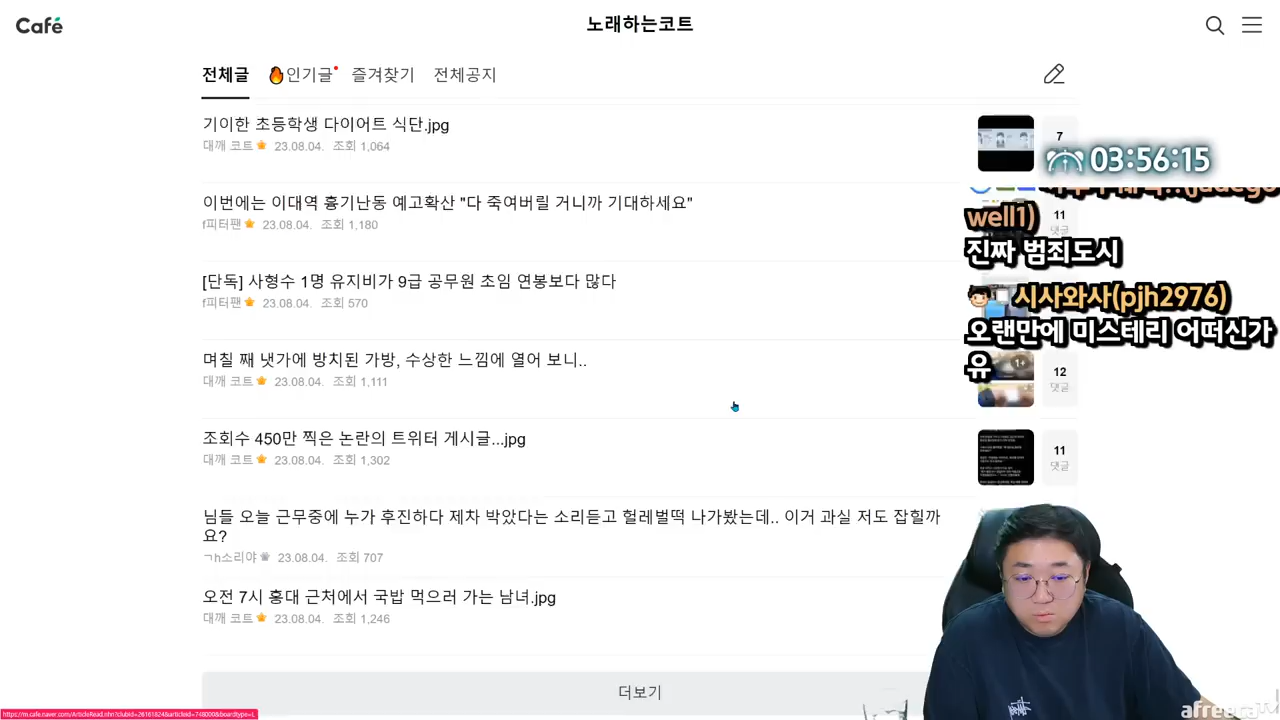 Café
노래하는코트
전체글 🔥인기글 즐겨찾기 전체공지
기이한 초등학생 다이어트 식단.jpg
대깨 코트 23.08.04. 조회 1,064
7
03:56:15
이번에는 이대역 흉기난동 예고확산 "다 죽여버릴 거니까 기대하세요"
f피터팬 23.08.04. 조회 1,180
11
댓글
well1)
진짜 범죄도시
[단독] 사형수 1명 유지비가 9급 공무원 초임 연봉보다 많다
f피터팬 23.08.04. 조회 570
시사와사(pjh2976)
오랜만에 미스테리 어떠신가
유
며칠 째 냇가에 방치된 가방, 수상한 느낌에 열어 보니..
대깨 코트 23.08.04. 조회 1,111
1+
12
댓글
조회수 450만 찍은 논란의 트위터 게시글...jpg
대깨 코트 23.08.04. 조회 1,302
11
댓글
님들 오늘 근무중에 누가 후진하다 제차 박았다는 소리듣고 헐레벌떡 나가봤는데.. 이거 과실 저도 잡힐까
요?
ㄱh소리야 23.08.04. 조회 707
오전 7시 홍대 근처에서 국밥 먹으러 가는 남녀.jpg
대깨 코트 23.08.04. 조회 1,246
더보기
https://m.cafe.naver.com/ArticleRead.nhn?clubid=26161824&articleid=748000&boardtype=L
afreecaTV